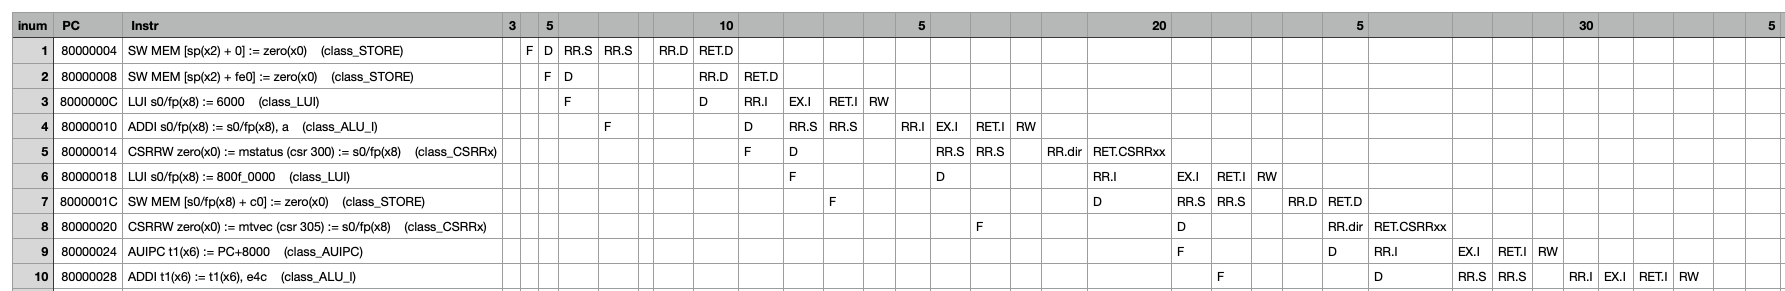 inum PC Instr 3 5 10 5 20 5 30 5
1 80000004 SW MEM [sp(x2) + 0] := zero(x0) (class_STORE) F D RR.S RR.S RR.D RET.D
2 80000008 SW MEM [sp(x2) + fe0] := zero(x0) (class_STORE) F D RR.D RET.D
3 8000000C LUI s0/fp(x8) := 6000 (class_LUI) F D RR.I EX.I RET.I RW
4 80000010 ADDI s0/fp(x8) := s0/fp(x8), a (class_ALU_I) F D RR.S RR.S RR.I EX.I RET.I RW
5 80000014 CSRRW zero(x0) := mstatus (csr 300) := s0/fp(x8) (class_CSRRx) F D RR.S RR.S RR.dir RET.CSRRxx
6 80000018 LUI s0/fp(x8) := 800f_0000 (class_LUI) F D RR.I EX.I RET.I RW
7 8000001C SW MEM [s0/fp(x8) + c0] := zero(x0) (class_STORE) F D RR.S RR.S RR.D RET.D
8 80000020 CSRRW zero(x0) := mtvec (csr 305) := s0/fp(x8) (class_CSRRx) F D RR.dir RET.CSRRxx
9 80000024 AUIPC t1(x6) := PC+8000 (class_AUIPC) F D RR.I EX.I RET.I RW
10 80000028 ADDI t1(x6) := t1(x6), e4c (class_ALU_I) F D RR.S RR.S RR.I EX.I RET.I RW